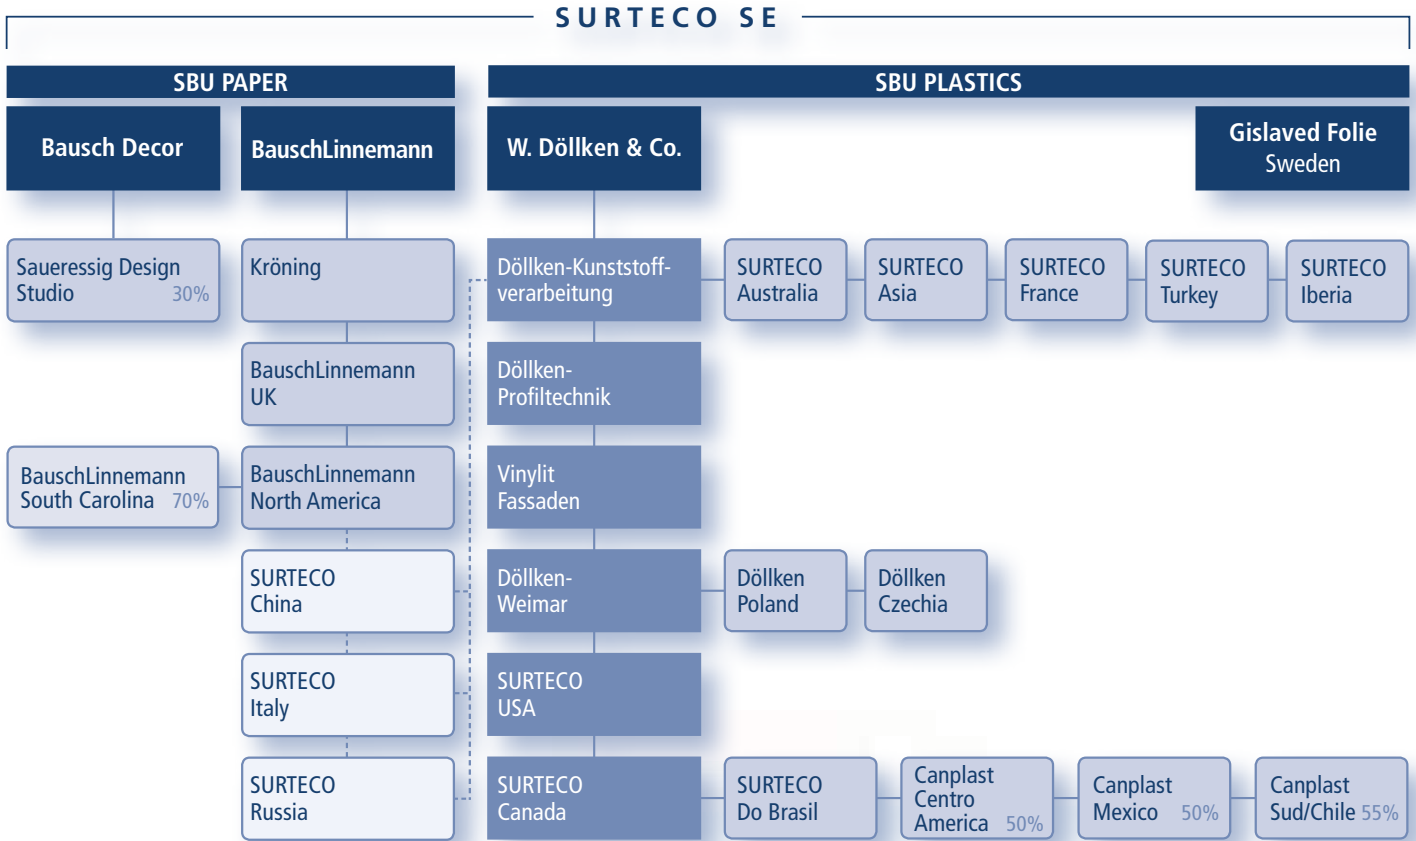 SURTECO SE
SBU PAPER
SBU PLASTICS
Bausch Decor
BauschLinnemann
W. Döllken & Co.
Gislaved Folie
Sweden
Saueressig Design
Studio 30%
Kröning
Döllken-Kunststoff-
verarbeitung
SURTECO
Australia
SURTECO
Asia
SURTECO
France
SURTECO
Turkey
SURTECO
Iberia
BauschLinnemann
UK
Döllken-
Profiltechnik
BauschLinnemann
South Carolina 70%
BauschLinnemann
North America
Vinylit
Fassaden
SURTECO
China
Döllken-
Weimar
Döllken
Poland
Döllken
Czechia
SURTECO
Italy
SURTECO
USA
SURTECO
Russia
SURTECO
Canada
SURTECO
Do Brasil
Canplast
Centro
America 50%
Canplast
Mexico 50%
Canplast
Sud/Chile 55%